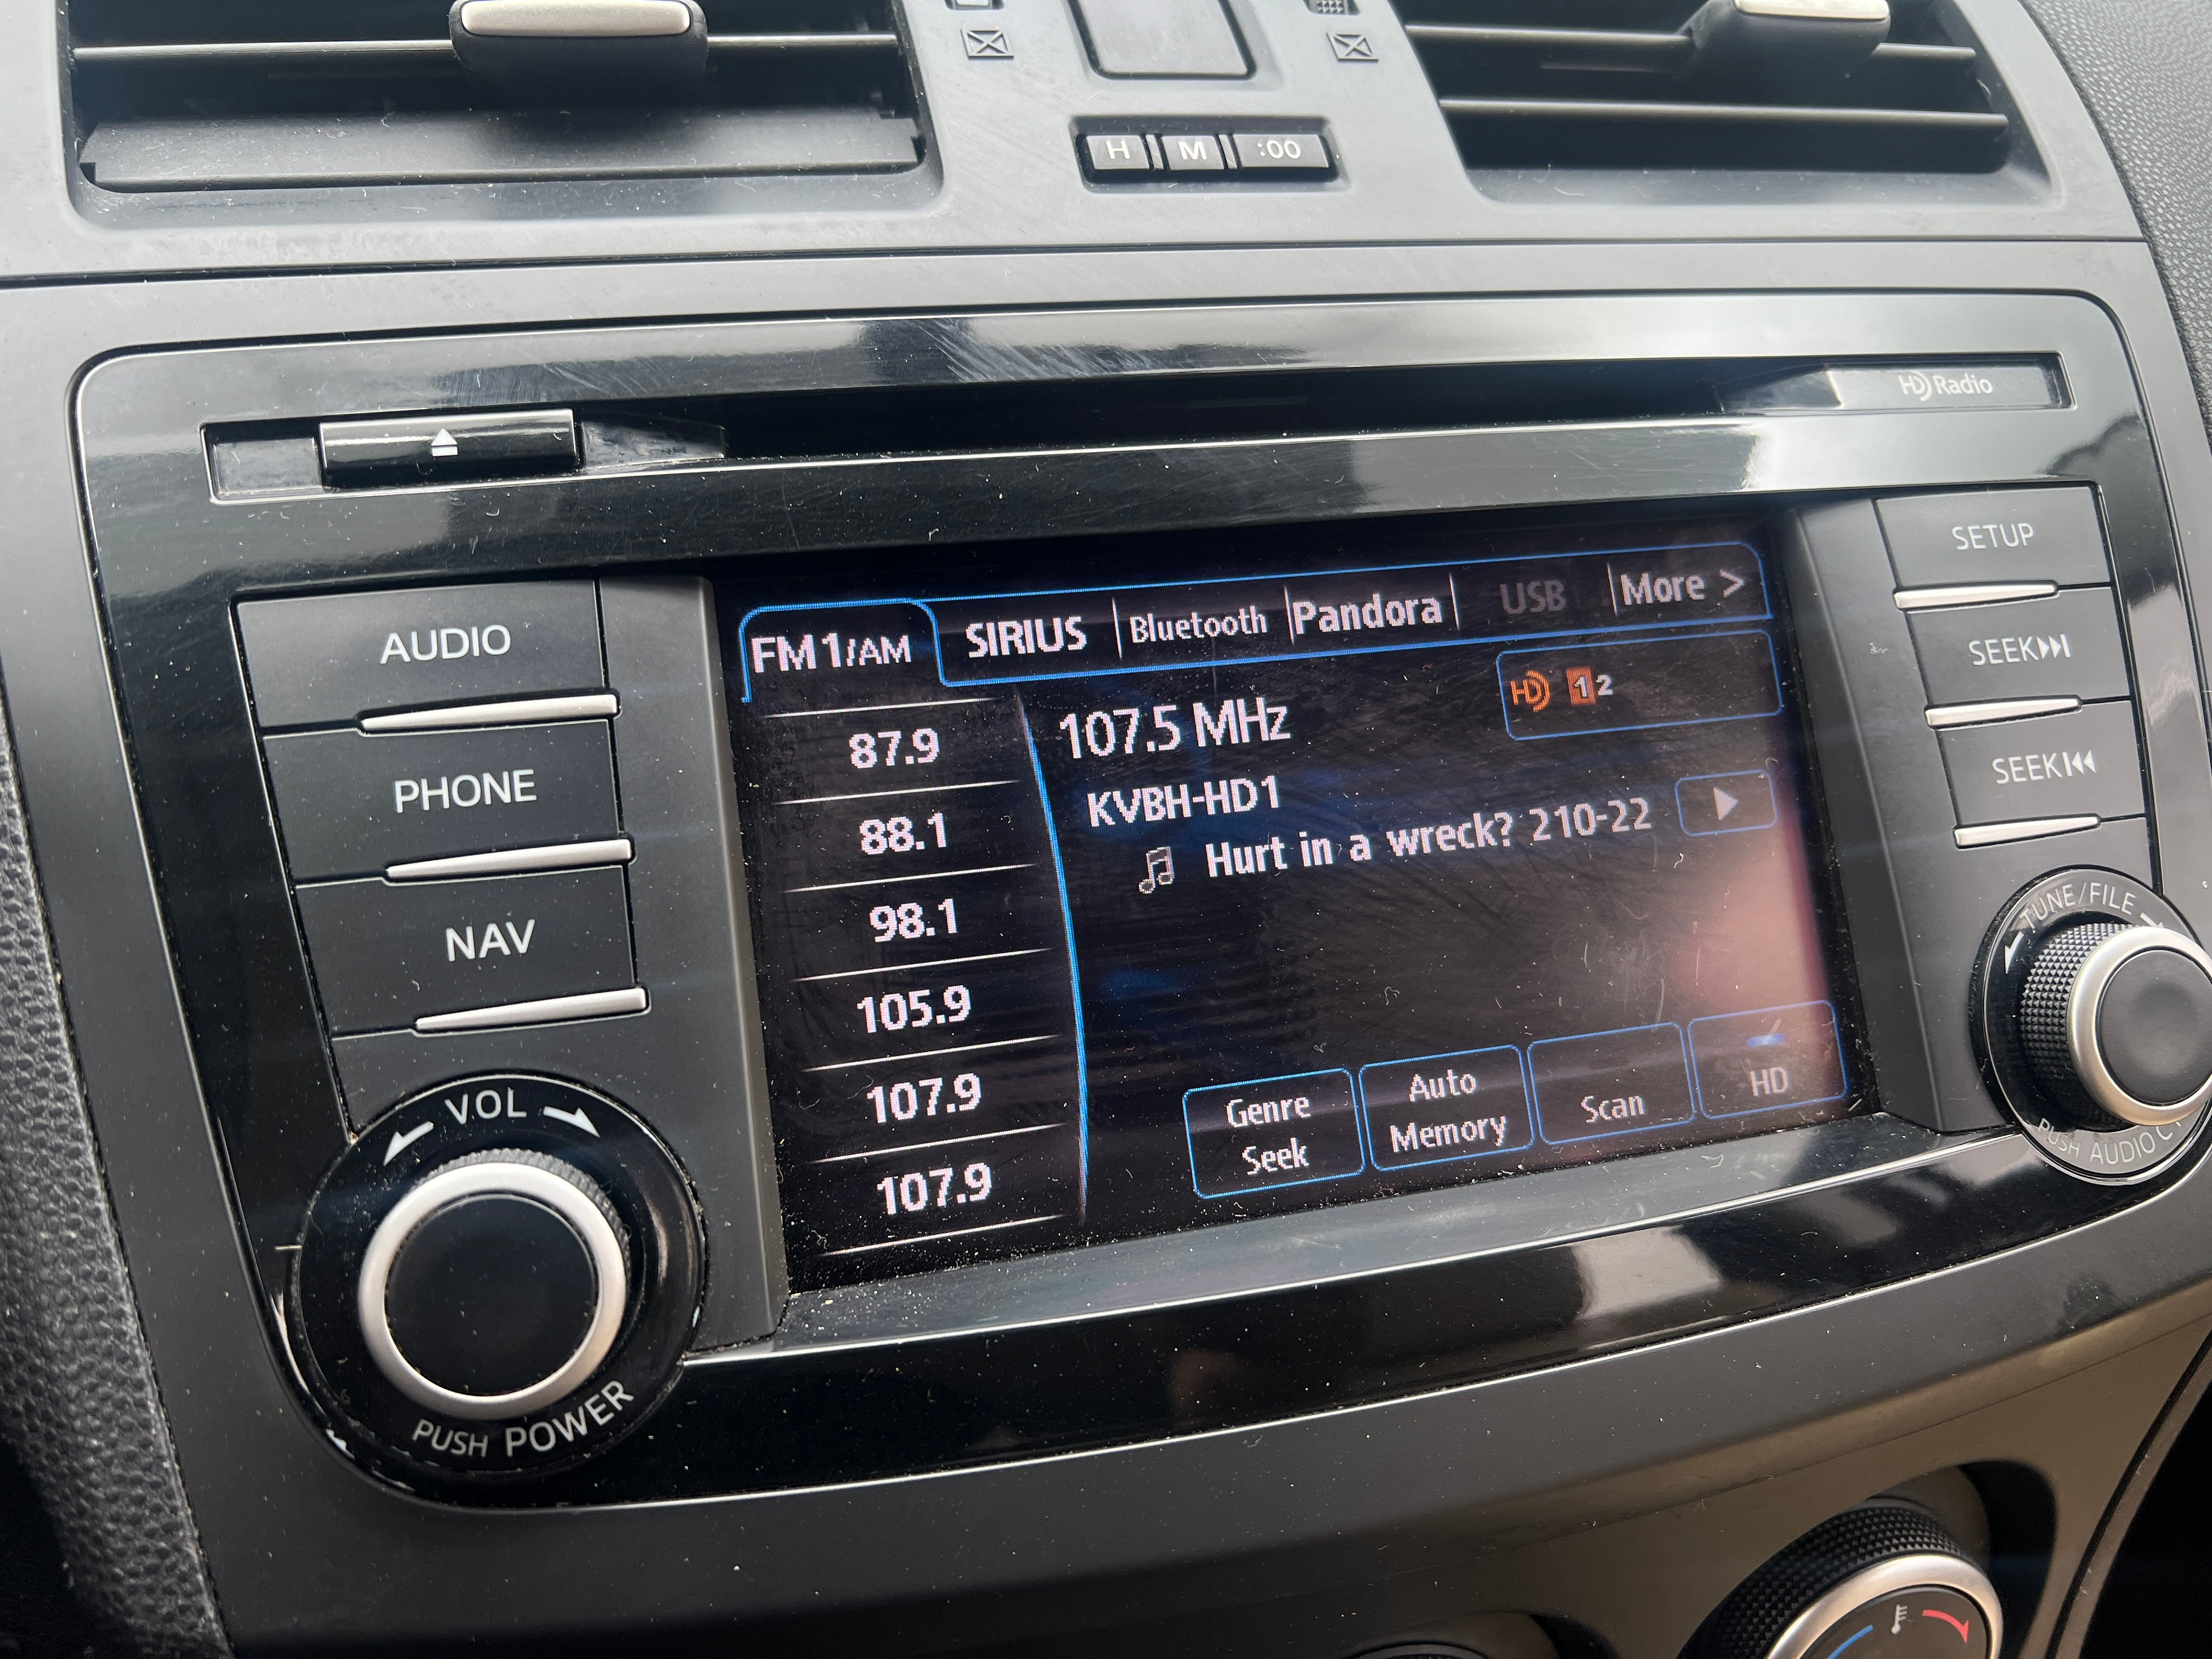 H M :00
HD Radio
AUDIO
PHONE
NAV
VOL
PUSH POWER
FM1/AM SIRIUS Bluetooth Pandora USB More >
87.9
88.1
98.1
105.9
107.9
107.9
107.5 MHz
HD 1 2
KVBH-HD1
Hurt in a wreck? 210-22
Genre
Seek
Auto
Memory
Scan
HD
SETUP
SEEK
SEEK
TUNE/FILE
PUSH AUDIO